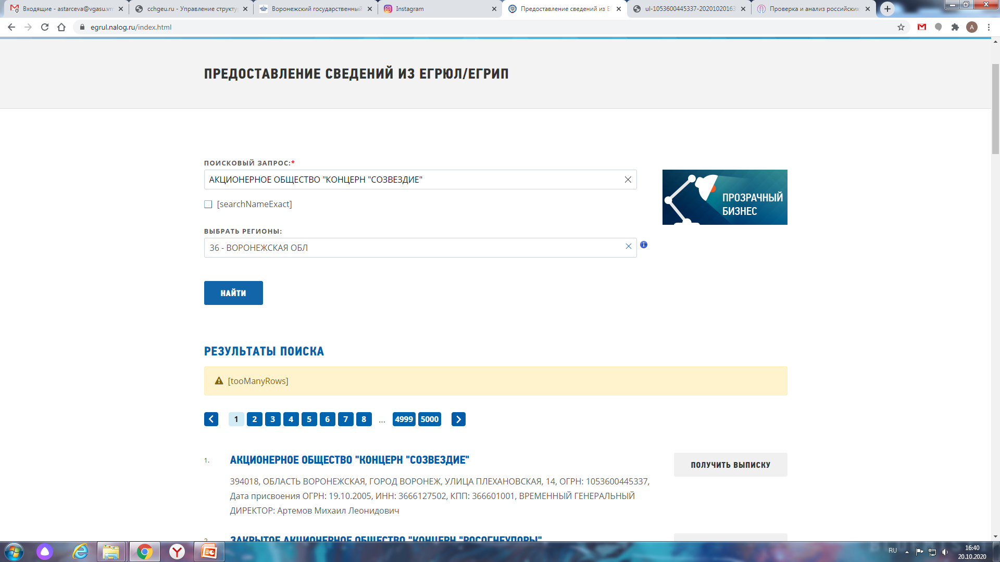 Входящие - astarceva@vgasu.vrn
cchgeu.ru - Управление структур
Воронежский государственный
Instagram
Предоставление сведений из Е
ul-1053600445337-20201020163
Проверка и анализ российских
egrul.nalog.ru/index.html
A
ПРЕДОСТАВЛЕНИЕ СВЕДЕНИЙ ИЗ ЕГРЮЛ/ЕГРИП
ПОИСКОВЫЙ ЗАПРОС:*
АКЦИОНЕРНОЕ ОБЩЕСТВО "КОНЦЕРН "СОЗВЕЗДИЕ"
[searchNameExact]
ПРОЗРАЧНЫЙ
БИЗНЕС
ВЫБРАТЬ РЕГИОНЫ:
36 - ВОРОНЕЖСКАЯ ОБЛ
НАЙТИ
РЕЗУЛЬТАТЫ ПОИСКА
[tooManyRows]
1 2 3 4 5 6 7 8 ... 4999 5000
1. АКЦИОНЕРНОЕ ОБЩЕСТВО "КОНЦЕРН "СОЗВЕЗДИЕ"
ПОЛУЧИТЬ ВЫПИСКУ
394018, ОБЛАСТЬ ВОРОНЕЖСКАЯ, ГОРОД ВОРОНЕЖ, УЛИЦА ПЛЕХАНОВСКАЯ, 14, ОГРН: 1053600445337,
Дата присвоения ОГРН: 19.10.2005, ИНН: 3666127502, КПП: 366601001, ВРЕМЕННЫЙ ГЕНЕРАЛЬНЫЙ
ДИРЕКТОР: Артемов Михаил Леонидович
2. ЗАКРЫТОЕ АКЦИОНЕРНОЕ ОБЩЕСТВО "КОНЦЕРН "РОСОГНЕУПОРЫ"
RU
16:40
20.10.2020